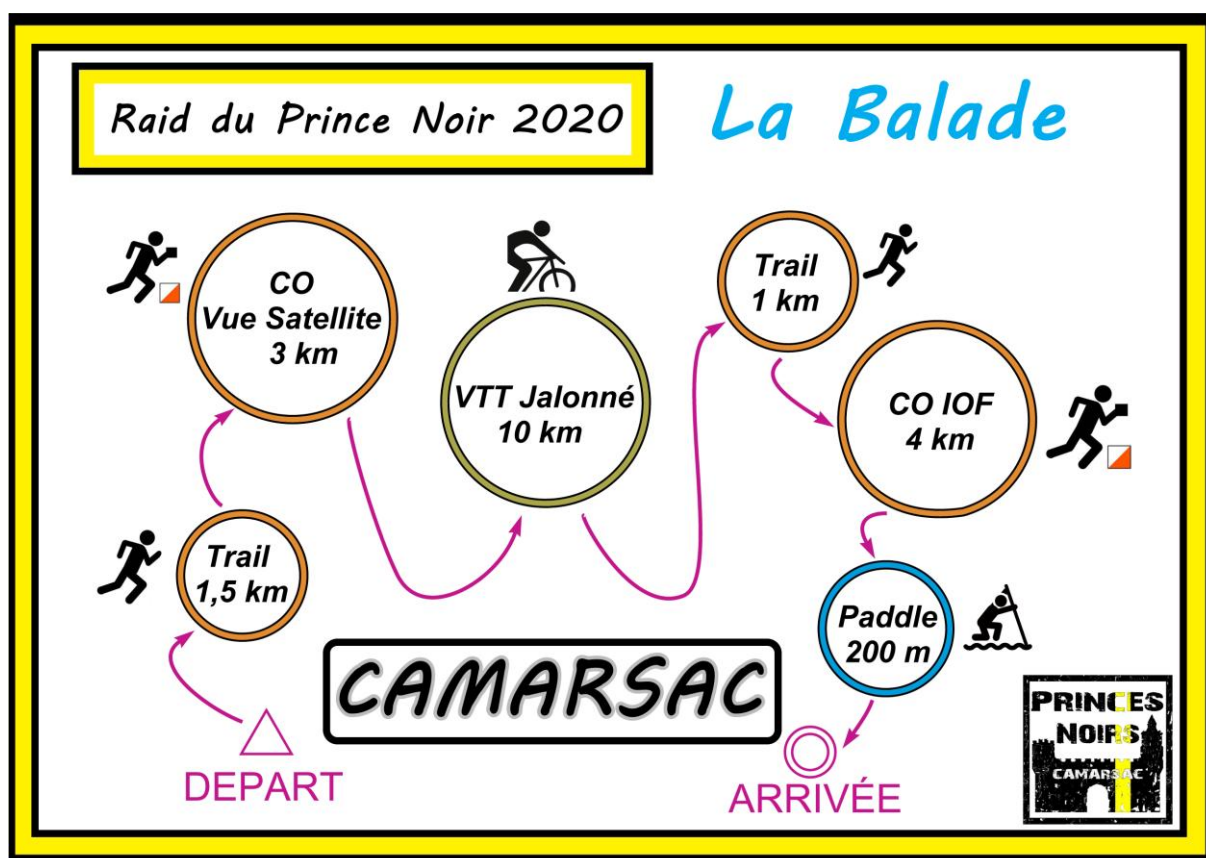 Raid du Prince Noir 2020
La Balade
CO
Vue Satellite
3 km
VTT Jalonné
10 km
Trail
1 km
CO IOF
4 km
Trail
1,5 km
Paddle
200 m
CAMARSAC
DEPART
ARRIVÉE
PRINCES
NOIRS
CAMARSAC